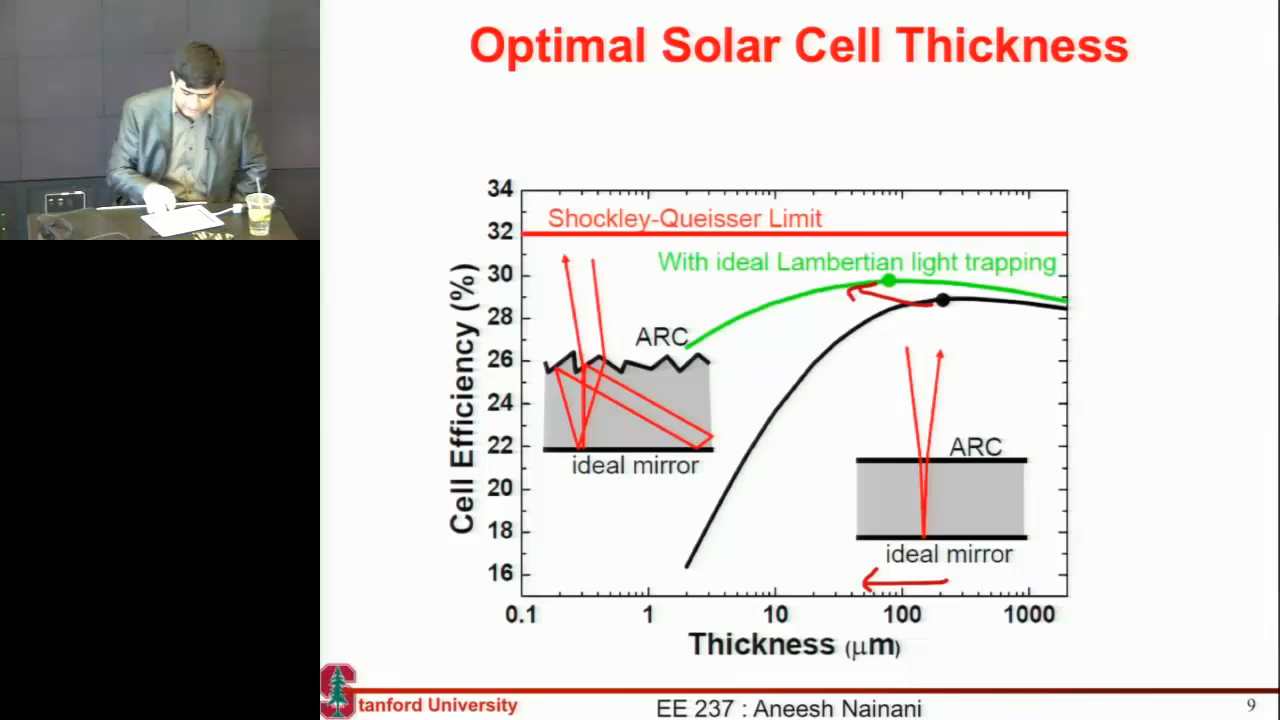 Optimal Solar Cell Thickness
34
32
30
28
26
24
22
20
18
16
Cell Efficiency (%)
Shockley-Queisser Limit
With ideal Lambertian light trapping
ARC
ideal mirror
ARC
ideal mirror
0.1 1 10 100 1000
Thickness (μm)
Stanford University
EE 237 : Aneesh Nainani
9